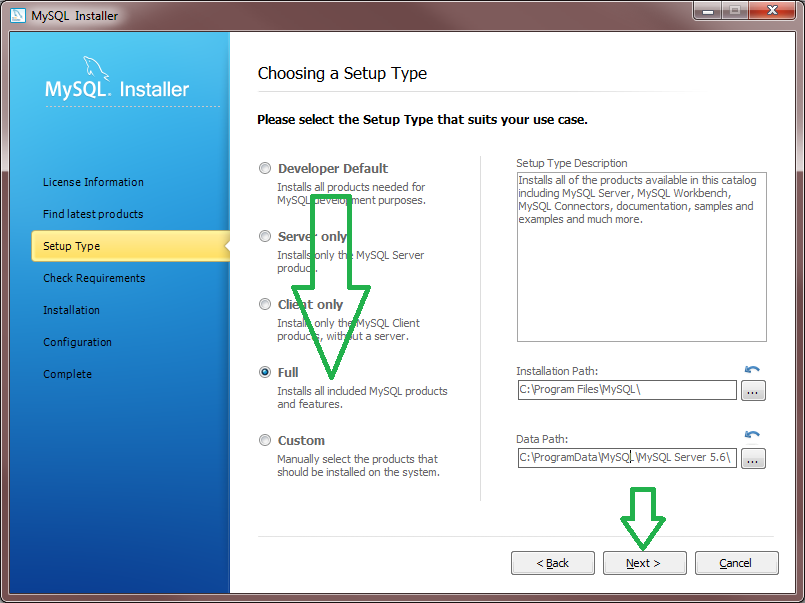 MySQL Installer
MySQL. Installer
License Information
Find latest products
Setup Type
Check Requirements
Installation
Configuration
Complete
Choosing a Setup Type
Please select the Setup Type that suits your use case.
Developer Default
Installs all products needed for
MySQL development purposes.
Server only
Installs only the MySQL Server
product.
Client only
Installs only the MySQL Client
products, without a server.
Full
Installs all included MySQL products
and features.
Custom
Manually select the products that
should be installed on the system.
Setup Type Description
Installs all of the products available in this catalog
including MySQL Server, MySQL Workbench,
MySQL Connectors, documentation, samples and
examples and much more.
Installation Path:
C:\Program Files\MySQL\
...
Data Path:
C:\ProgramData\MySQL\MySQL Server 5.6\
...
< Back
Next >
Cancel